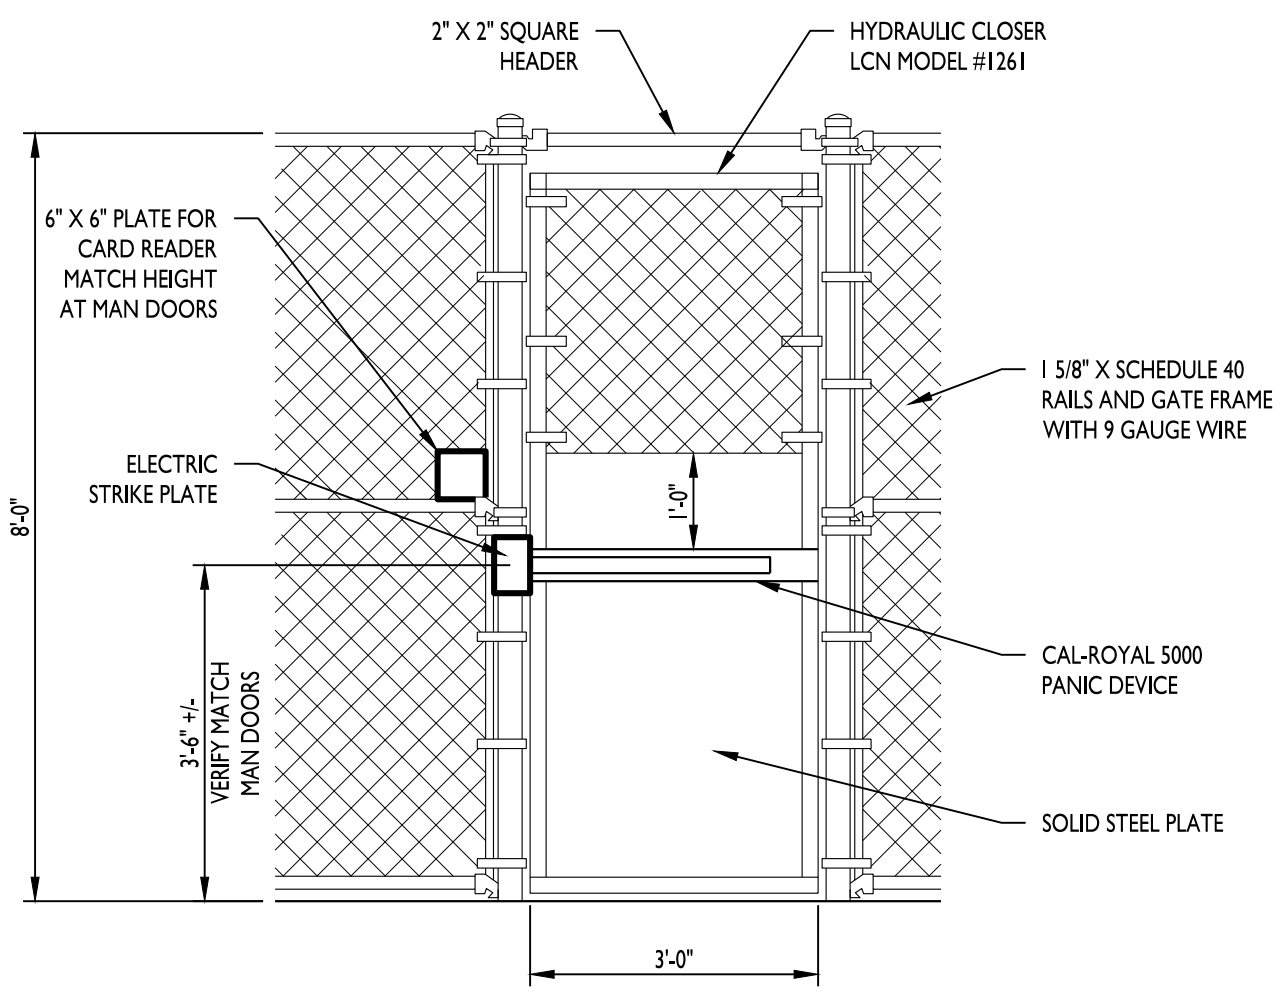 2" X 2" SQUARE
HEADER
HYDRAULIC CLOSER
LCN MODEL #1261
6" X 6" PLATE FOR
CARD READER
MATCH HEIGHT
AT MAN DOORS
1 5/8" X SCHEDULE 40
RAILS AND GATE FRAME
WITH 9 GAUGE WIRE
ELECTRIC
STRIKE PLATE
8'-0"
1'-0"
3'-6" +/-
VERIFY MATCH
MAN DOORS
CAL-ROYAL 5000
PANIC DEVICE
SOLID STEEL PLATE
3'-0"